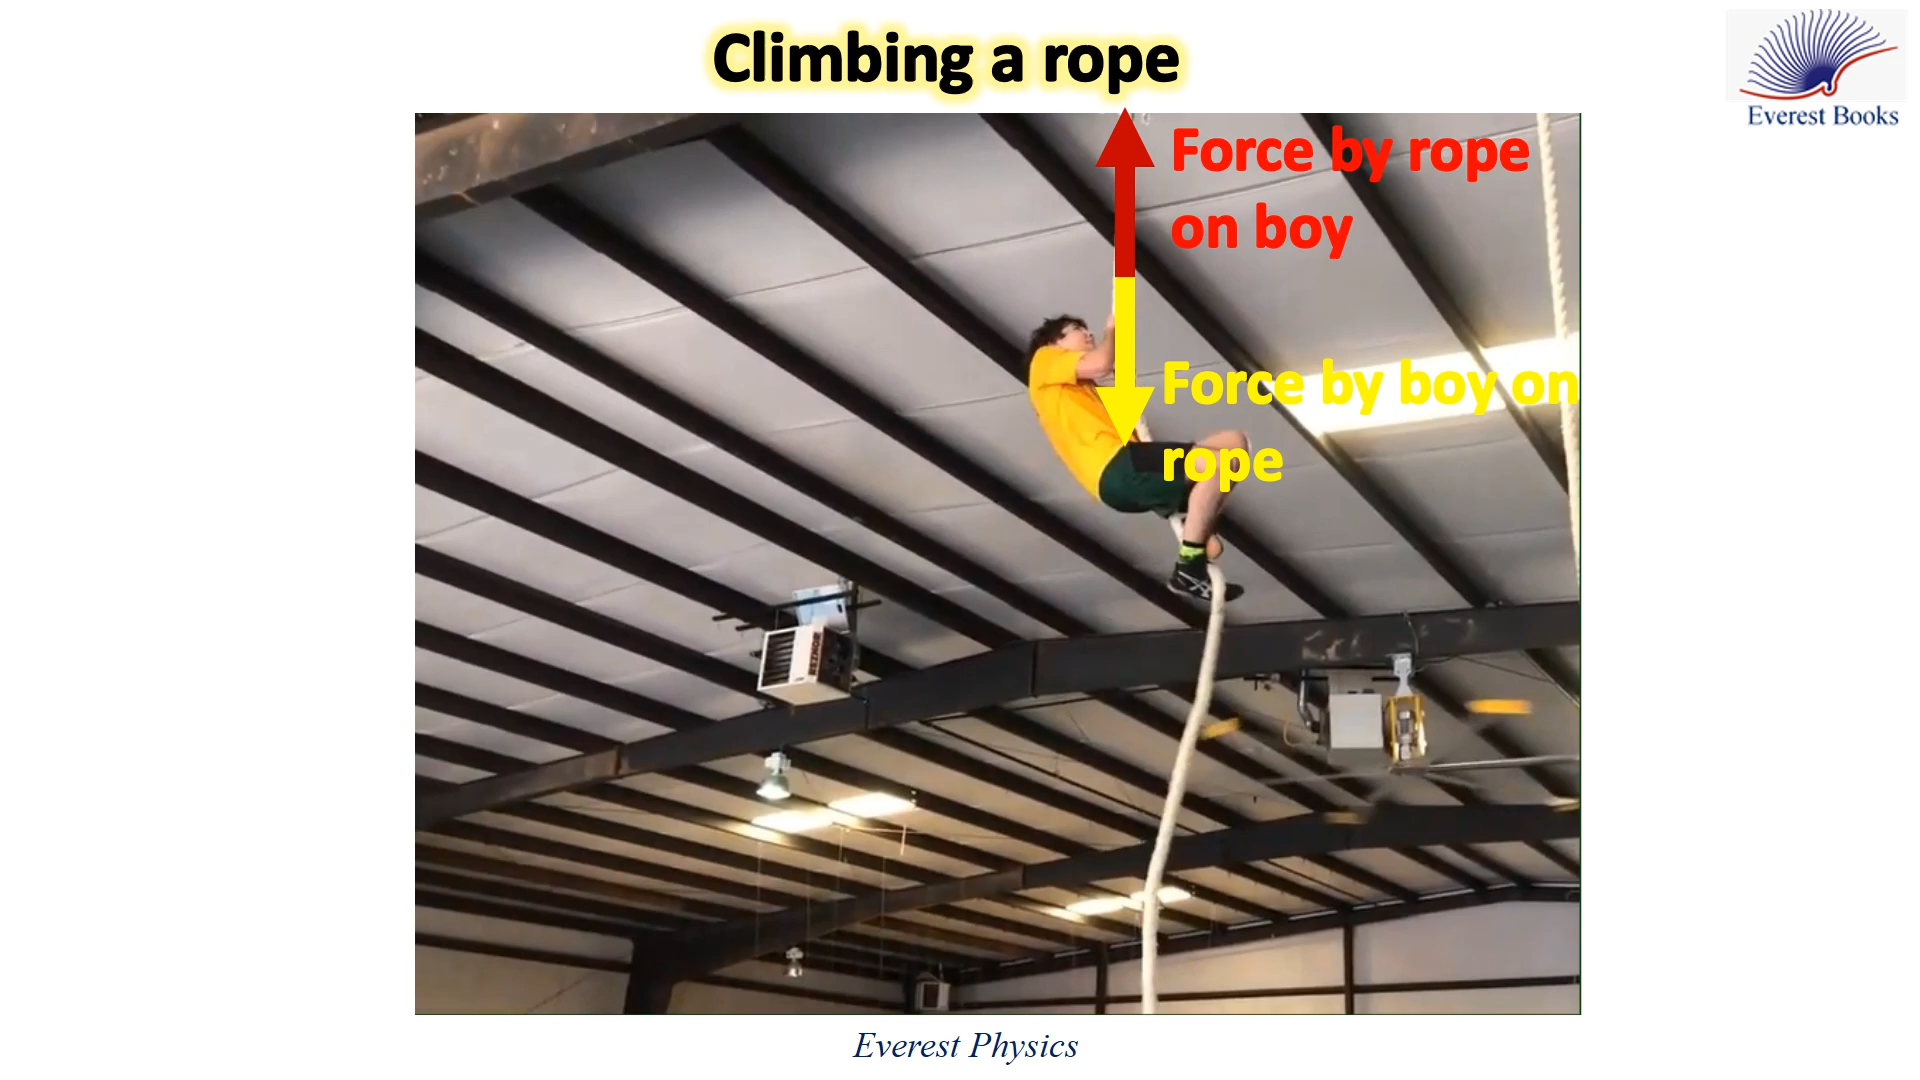 Climbing a rope
Everest Books
Force by rope
on boy
Force by boy on
rope
Everest Physics